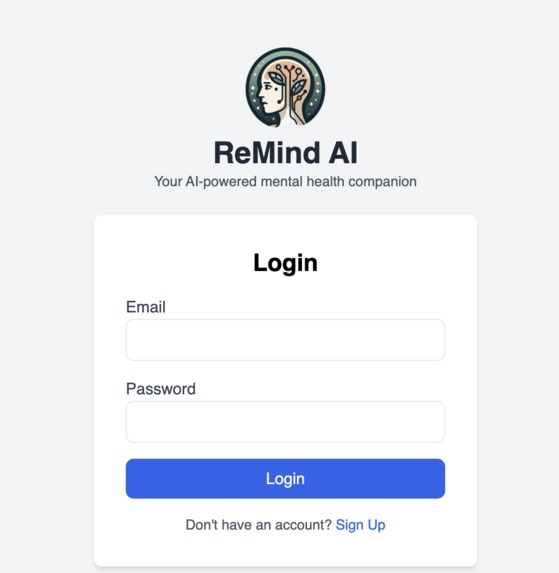 ReMind AI
Your AI-powered mental health companion
Login
Email
Password
Login
Don't have an account? Sign Up